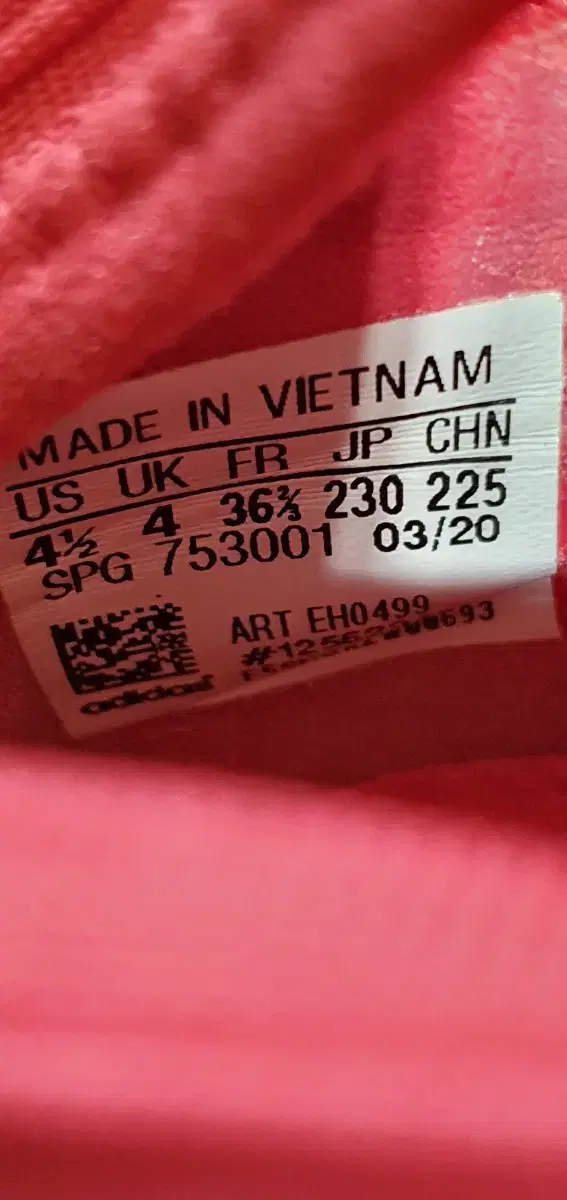 MADE IN VIETNAM
US UK FR JP CHN
4½ 4 36⅔ 230 225
SPG 753001 03/20
ART EH0499
adidas